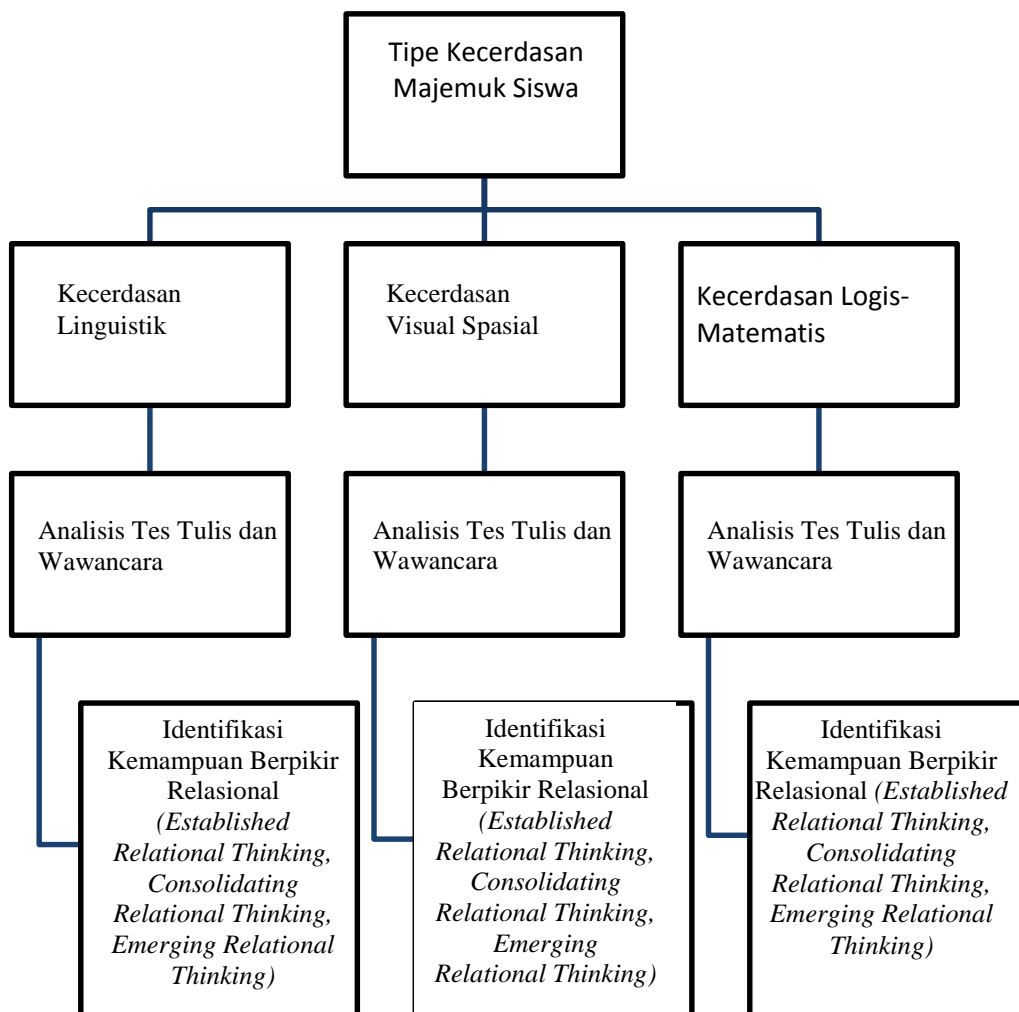 Tipe Kecerdasan
Majemuk Siswa
Kecerdasan
Linguistik
Kecerdasan
Visual Spasial
Kecerdasan Logis-
Matematis
Analisis Tes Tulis dan
Wawancara
Analisis Tes Tulis dan
Wawancara
Analisis Tes Tulis dan
Wawancara
Identifikasi
Kemampuan Berpikir
Relasional
(Established
Relational Thinking,
Consolidating
Relational Thinking,
Emerging Relational
Thinking)
Identifikasi
Kemampuan
Berpikir Relasional
(Established
Relational Thinking,
Consolidating
Relational Thinking,
Emerging
Relational Thinking)
Identifikasi
Kemampuan Berpikir
Relasional (Established
Relational Thinking,
Consolidating
Relational Thinking,
Emerging Relational
Thinking)